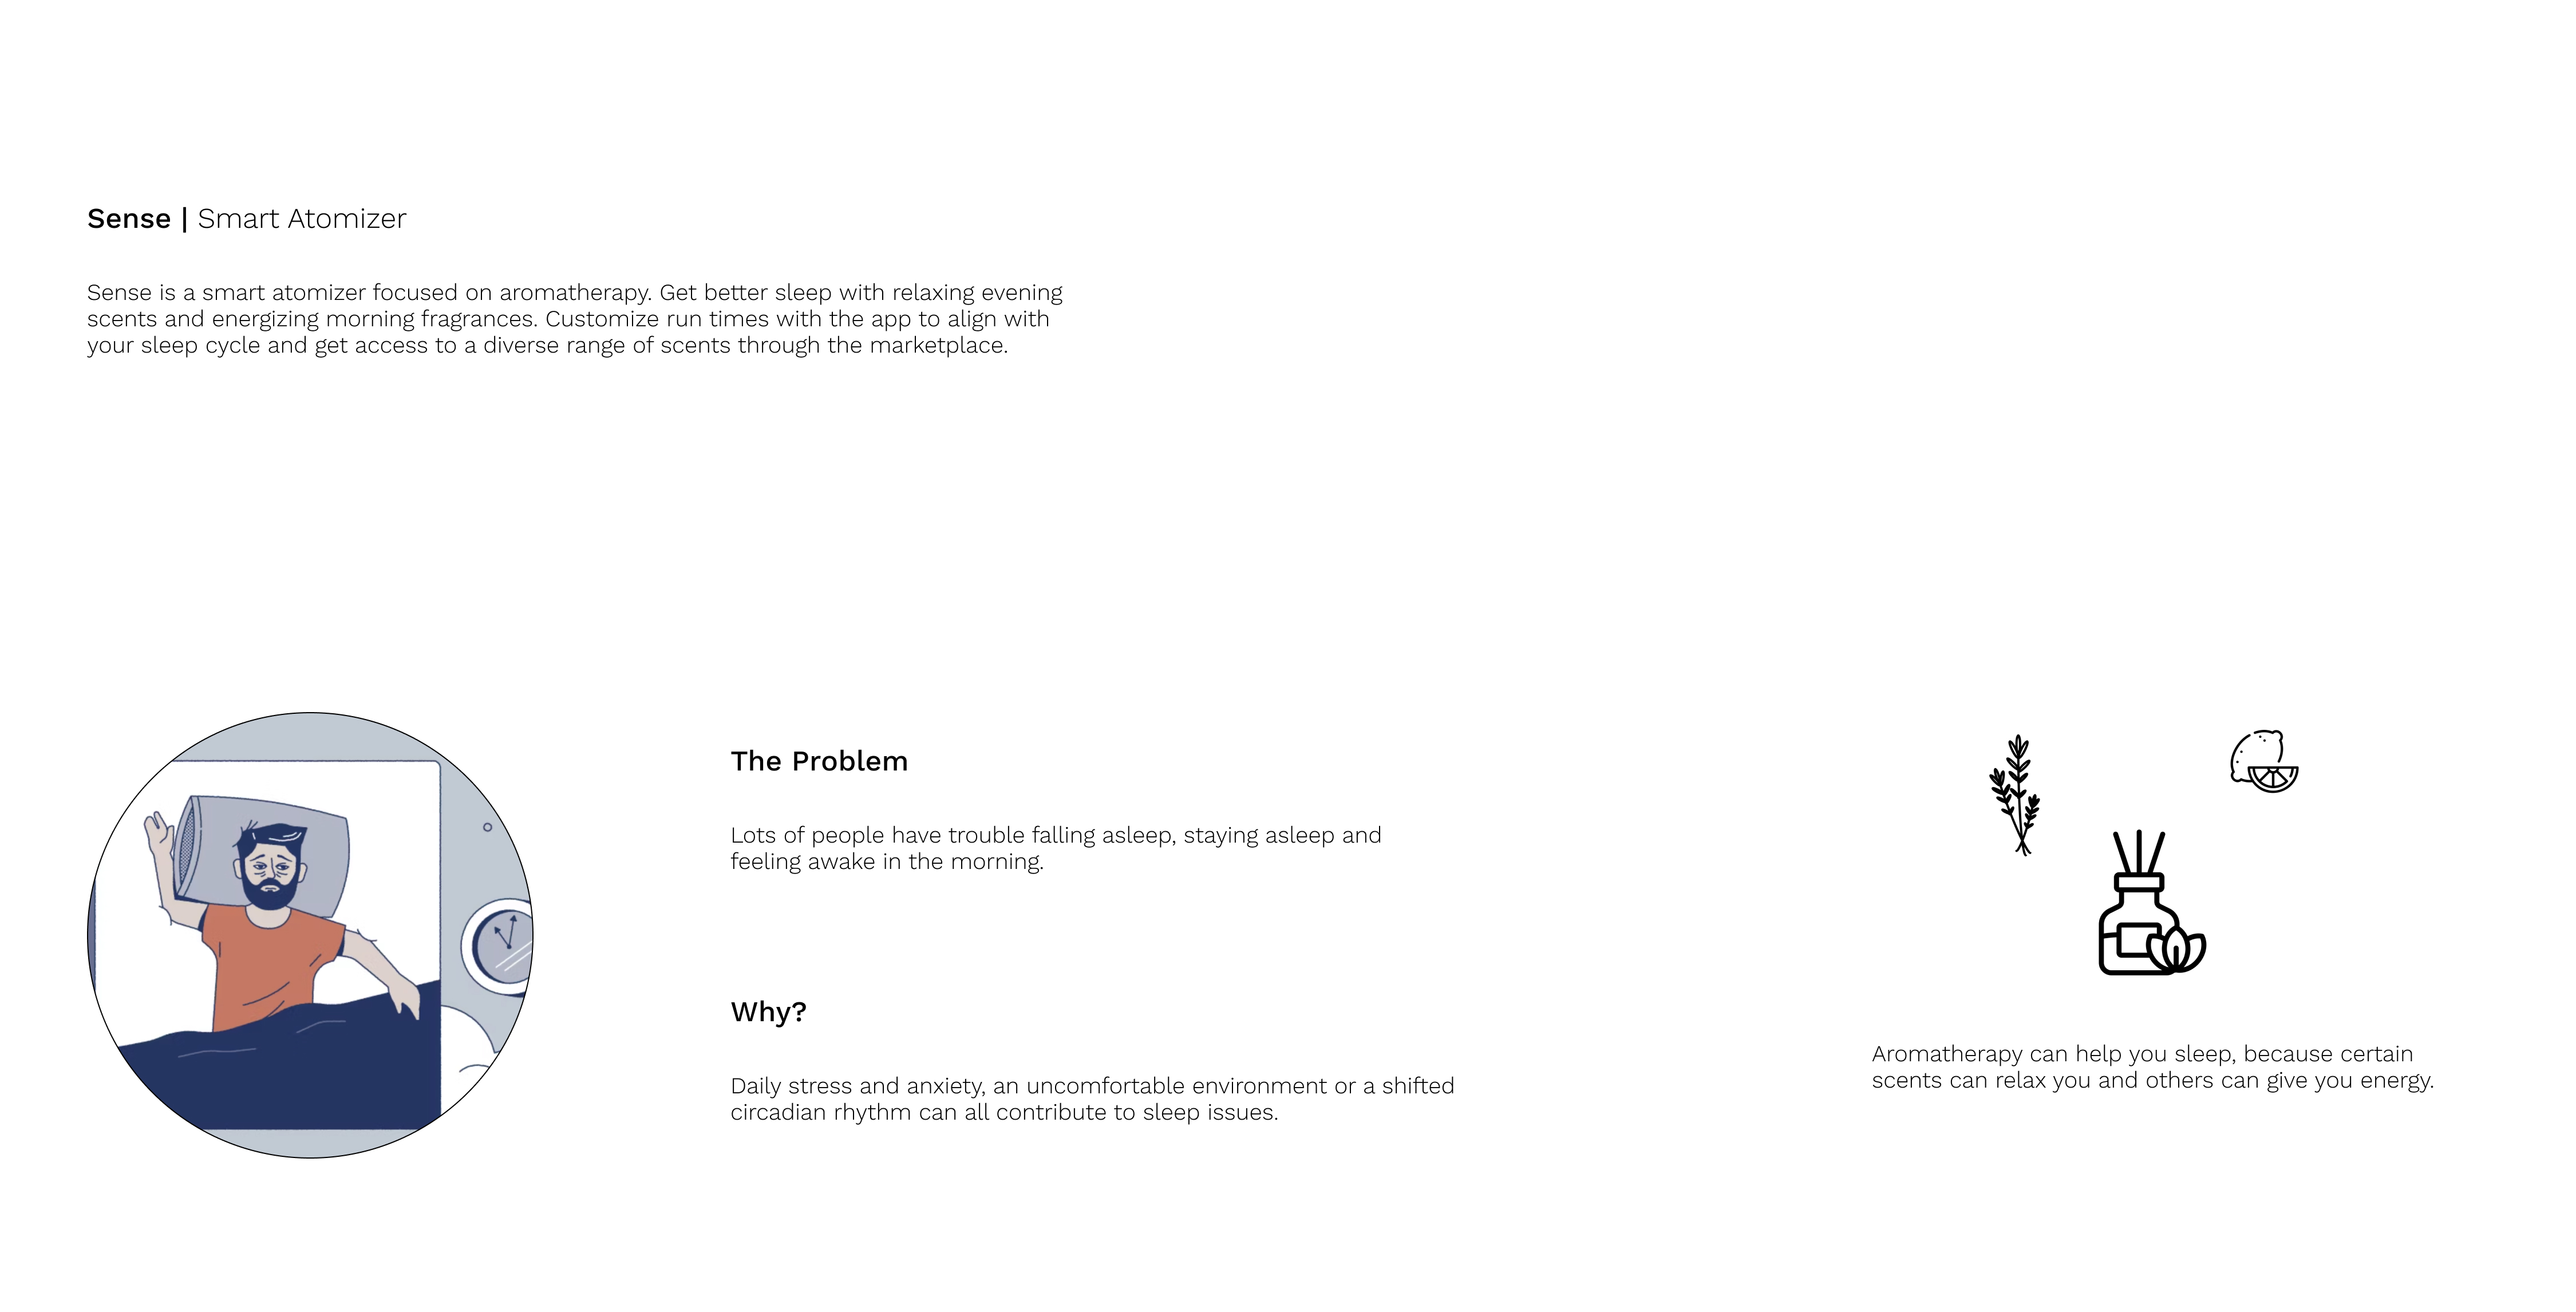 Sense | Smart Atomizer
Sense is a smart atomizer focused on aromatherapy. Get better sleep with relaxing evening
scents and energizing morning fragrances. Customize run times with the app to align with
your sleep cycle and get access to a diverse range of scents through the marketplace.
The Problem
Lots of people have trouble falling asleep, staying asleep and
feeling awake in the morning.
Why?
Daily stress and anxiety, an uncomfortable environment or a shifted
circadian rhythm can all contribute to sleep issues.
Aromatherapy can help you sleep, because certain
scents can relax you and others can give you energy.